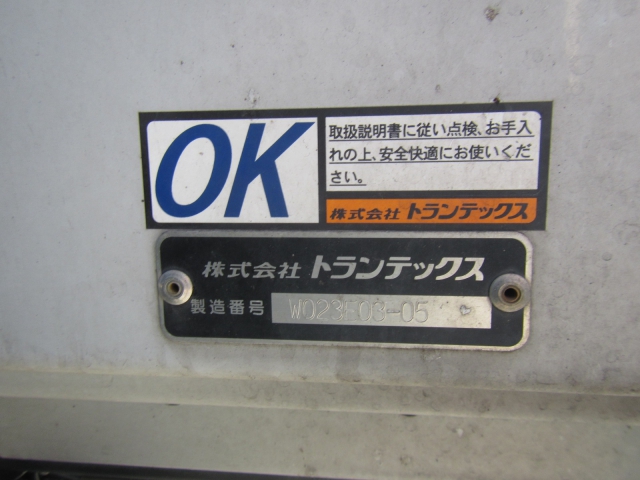 OK
取扱説明書に従い点検、お手入
れの上、安全快適にお使いくだ
さい。
株式会社 トランテックス
株式会社 トランテックス
製造番号